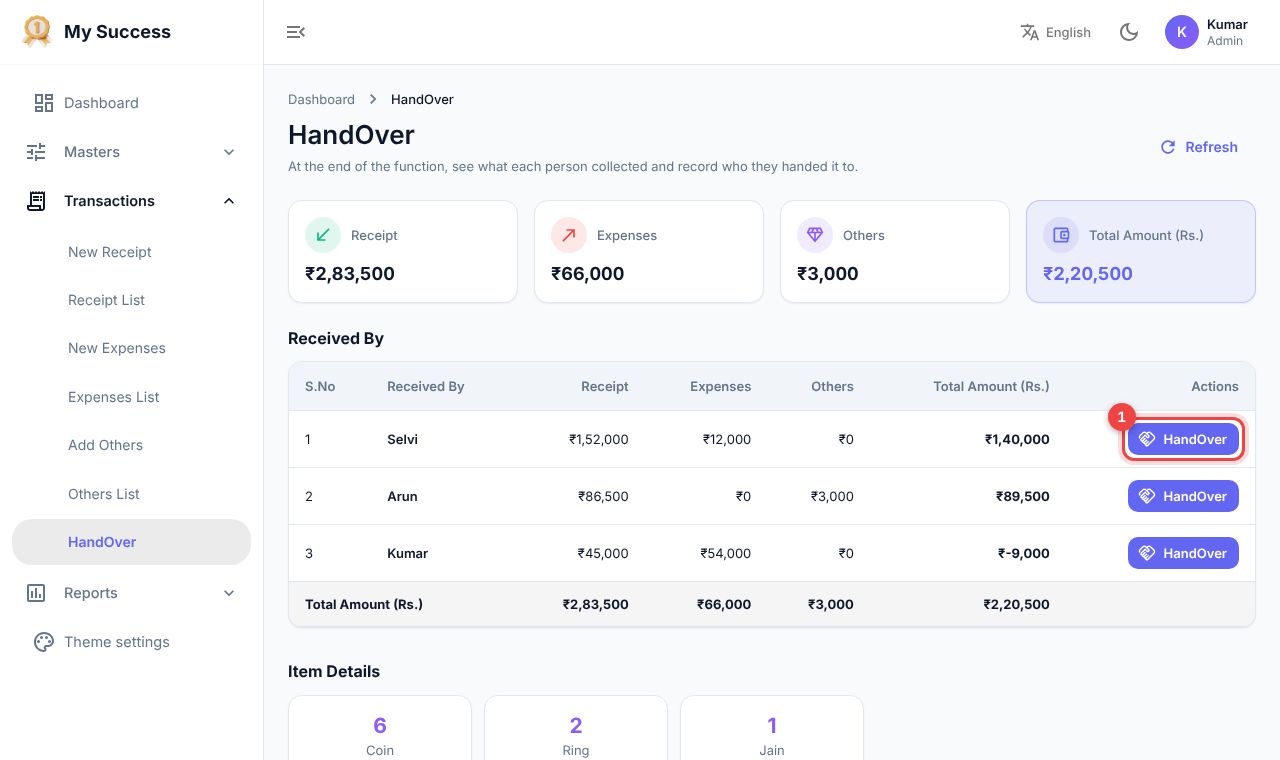 1
My Success
English
K
Kumar
Admin
Dashboard
Masters
Transactions
New Receipt
Receipt List
New Expenses
Expenses List
Add Others
Others List
HandOver
Reports
Theme settings
Dashboard > HandOver
HandOver
At the end of the function, see what each person collected and record who they handed it to.
Refresh
Receipt
₹2,83,500
Expenses
₹66,000
Others
₹3,000
Total Amount (Rs.)
₹2,20,500
Received By
S.No Received By Receipt Expenses Others Total Amount (Rs.) Actions
1
1 Selvi ₹1,52,000 ₹12,000 ₹0 ₹1,40,000 HandOver
2 Arun ₹86,500 ₹0 ₹3,000 ₹89,500 HandOver
3 Kumar ₹45,000 ₹54,000 ₹0 ₹-9,000 HandOver
Total Amount (Rs.) ₹2,83,500 ₹66,000 ₹3,000 ₹2,20,500
Item Details
6
Coin
2
Ring
1
Jain